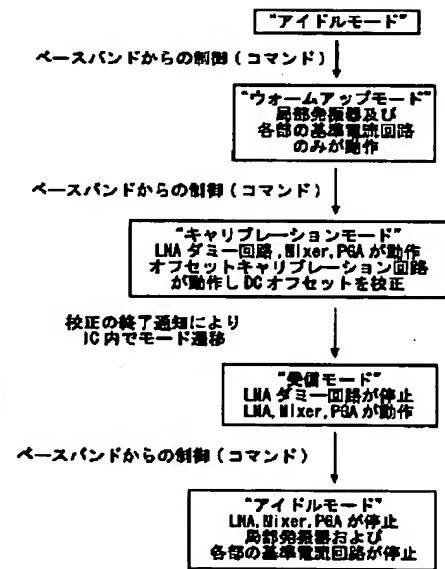 "アイドルモード"
ベースバンドからの制御(コマンド)
"ウォームアップモード"
局部発振器及び
各部の基準電流回路
のみが動作
ベースバンドからの制御(コマンド)
"キャリブレーションモード"
LNAダミー回路,Mixer,PGAが動作
オフセットキャリブレーション回路
が動作しDCオフセットを校正
校正の終了通知により
IC内でモード遷移
"受信モード"
LNAダミー回路が停止
LNA,Mixer,PGAが動作
ベースバンドからの制御(コマンド)
"アイドルモード"
LNA,Mixer,PGAが停止
局部発振器および
各部の基準電流回路が停止